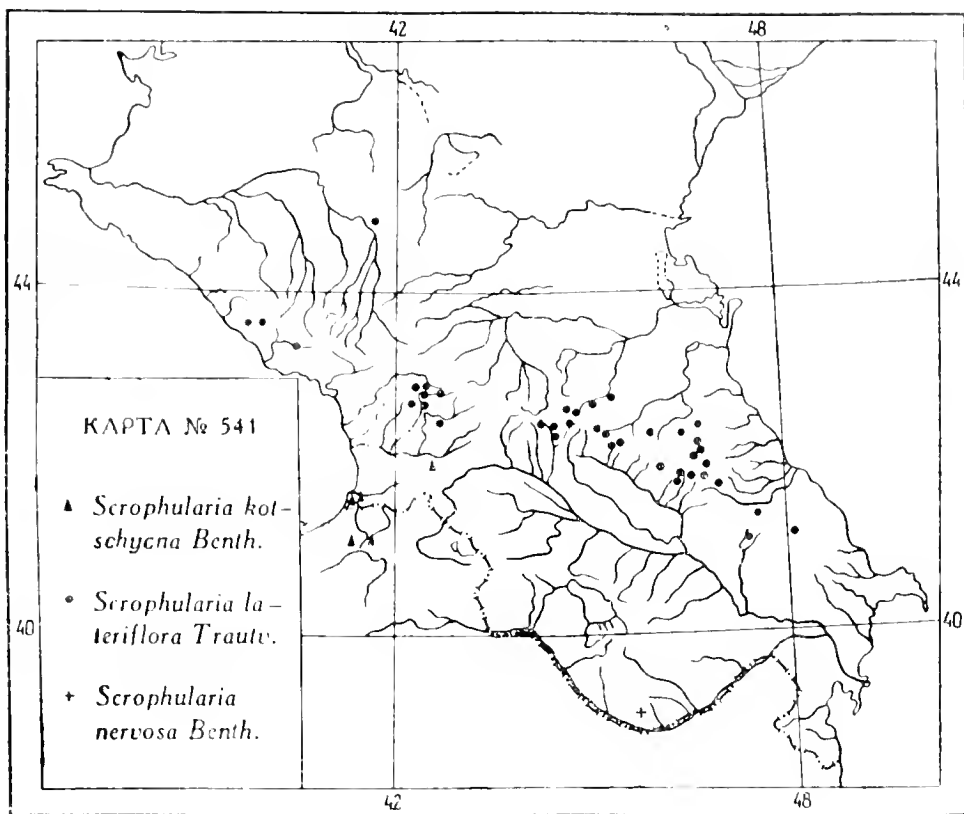 42 48
44 44
КАРТА № 541
Scrophularia kot-
schycna Benth.
Scrophularia la-
teriflora Trautv.
40 40
Scrophularia
nervosa Benth.
42 48